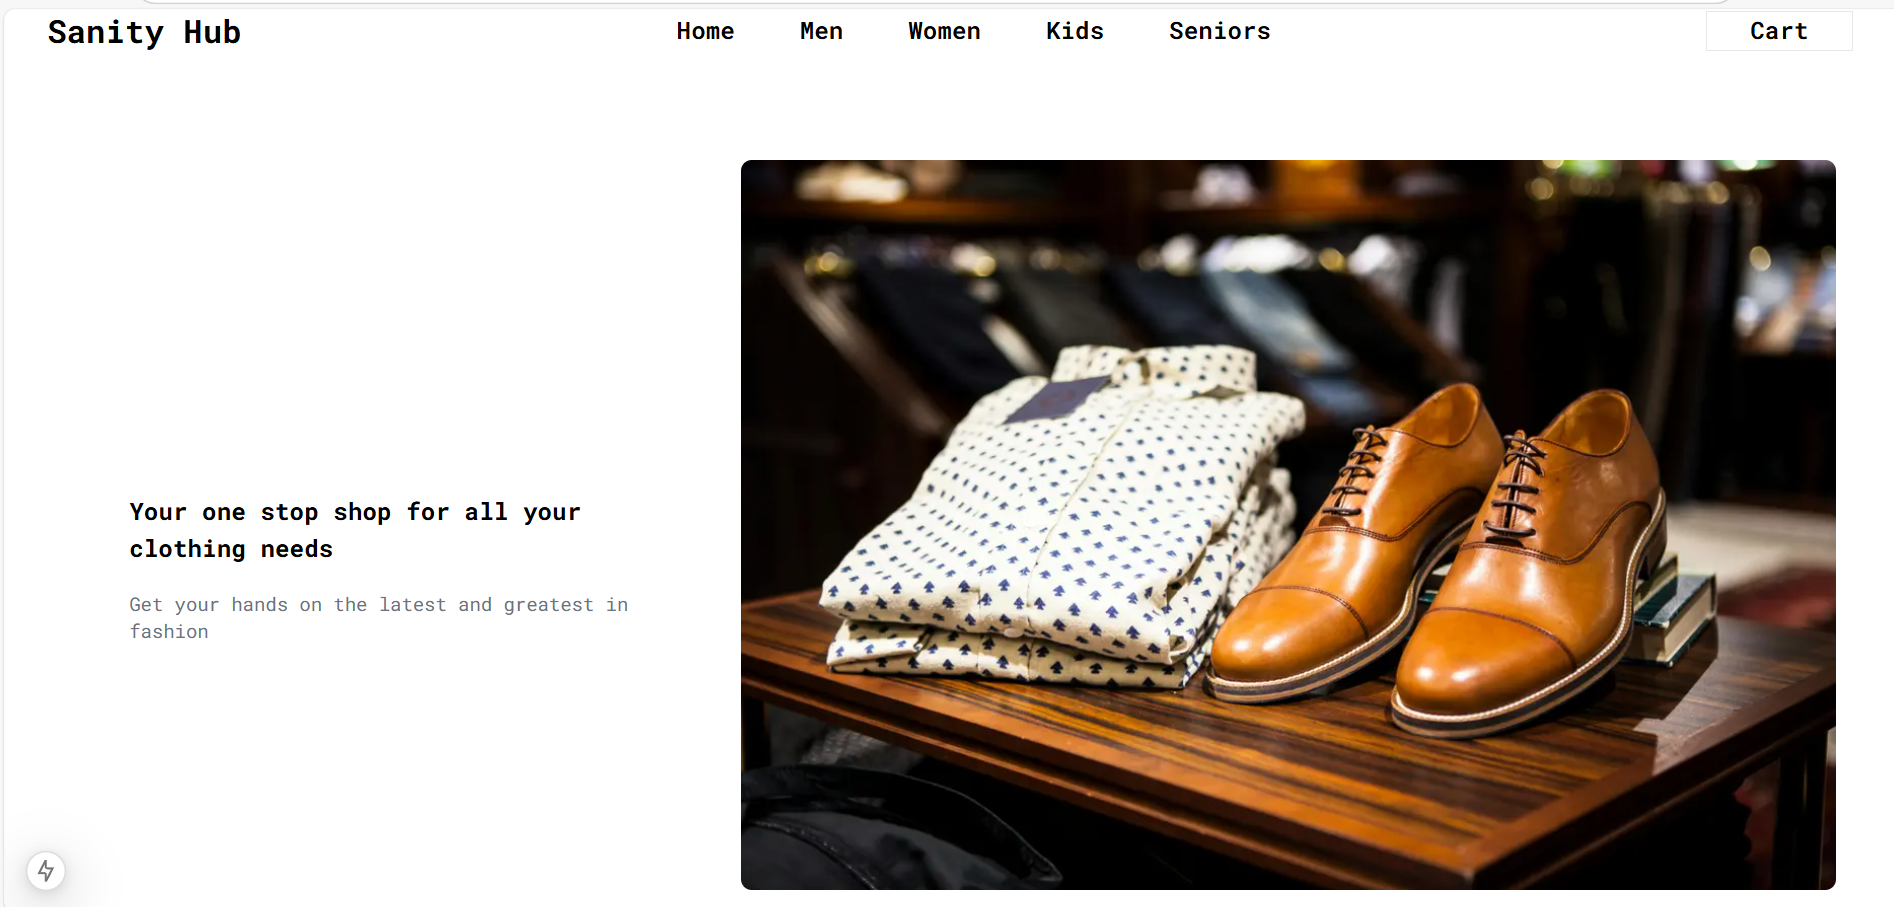 Sanity Hub
Home Men Women Kids Seniors
Cart
Your one stop shop for all your
clothing needs
Get your hands on the latest and greatest in
fashion